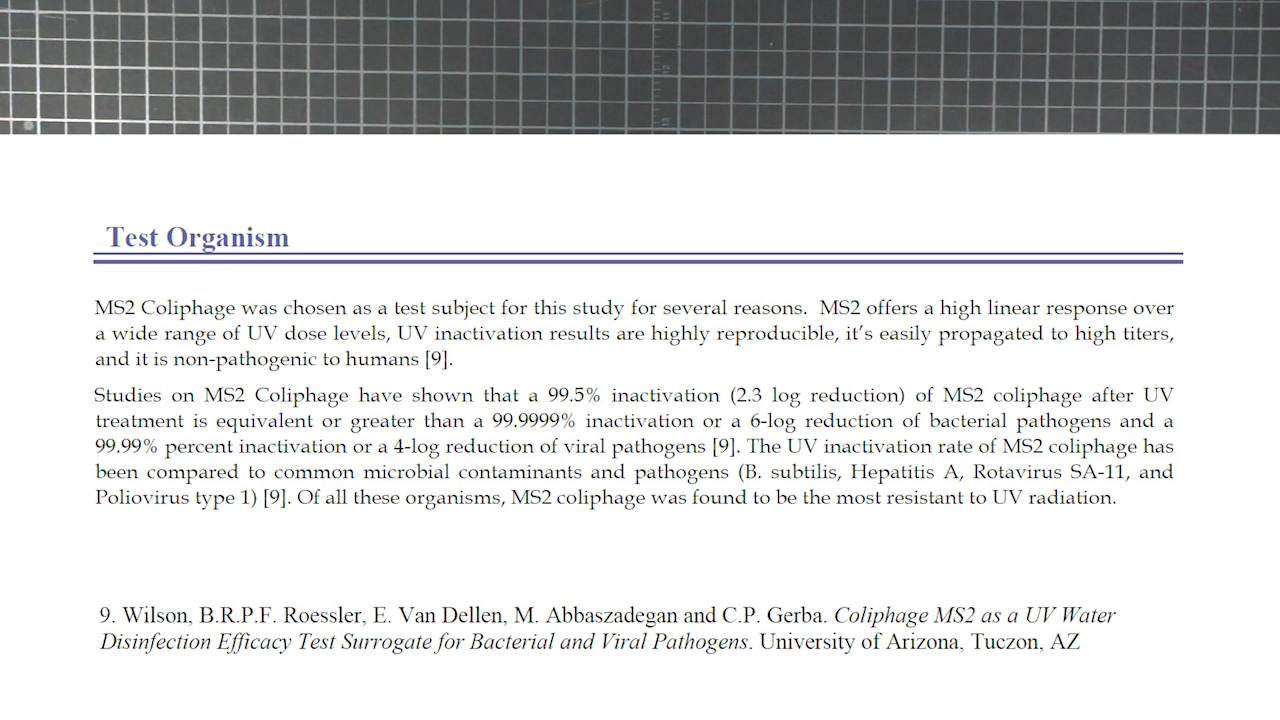 Test Organism
MS2 Coliphage was chosen as a test subject for this study for several reasons.  MS2 offers a high linear response over
a wide range of UV dose levels, UV inactivation results are highly reproducible, it's easily propagated to high titers,
and it is non-pathogenic to humans [9].
Studies on MS2 Coliphage have shown that a 99.5% inactivation (2.3 log reduction) of MS2 coliphage after UV
treatment is equivalent or greater than a 99.9999% inactivation or a 6-log reduction of bacterial pathogens and a
99.99% percent inactivation or a 4-log reduction of viral pathogens [9]. The UV inactivation rate of MS2 coliphage has
been compared to common microbial contaminants and pathogens (B. subtilis, Hepatitis A, Rotavirus SA-11, and
Poliovirus type 1) [9]. Of all these organisms, MS2 coliphage was found to be the most resistant to UV radiation.
9. Wilson, B.R.P.F. Roessler, E. Van Dellen, M. Abbaszadegan and C.P. Gerba. Coliphage MS2 as a UV Water
Disinfection Efficacy Test Surrogate for Bacterial and Viral Pathogens. University of Arizona, Tuczon, AZ